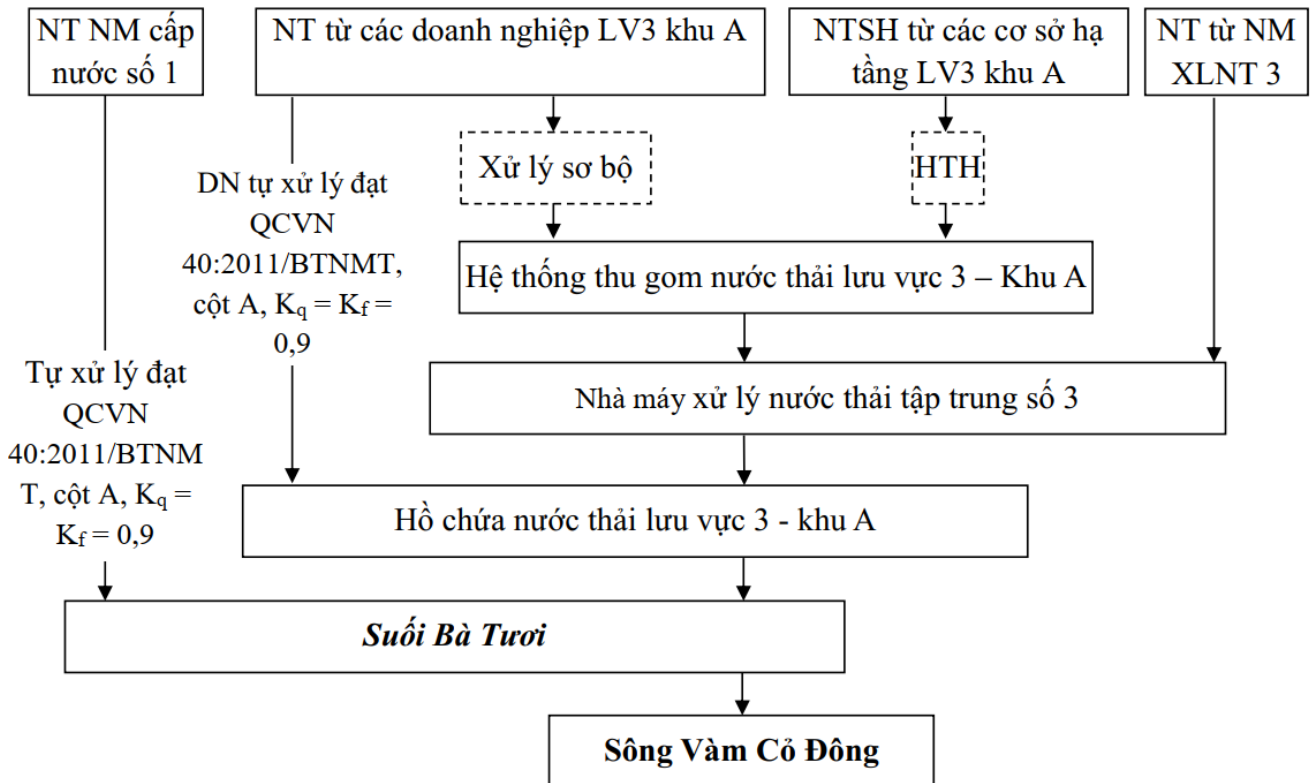 NT NM cấp
nước số 1
NT từ các doanh nghiệp LV3 khu A
NTSH từ các cơ sở hạ
tầng LV3 khu A
NT từ NM
XLNT 3
Xử lý sơ bộ
HTH
DN tự xử lý đạt
QCVN
40:2011/BTNMT,
cột A, Kq = Kf =
0,9
Hệ thống thu gom nước thải lưu vực 3 – Khu A
Tự xử lý đạt
QCVN
40:2011/BTNM
T, cột A, Kq =
Kf = 0,9
Nhà máy xử lý nước thải tập trung số 3
Hồ chứa nước thải lưu vực 3 - khu A
Suối Bà Tươi
Sông Vàm Cỏ Đông